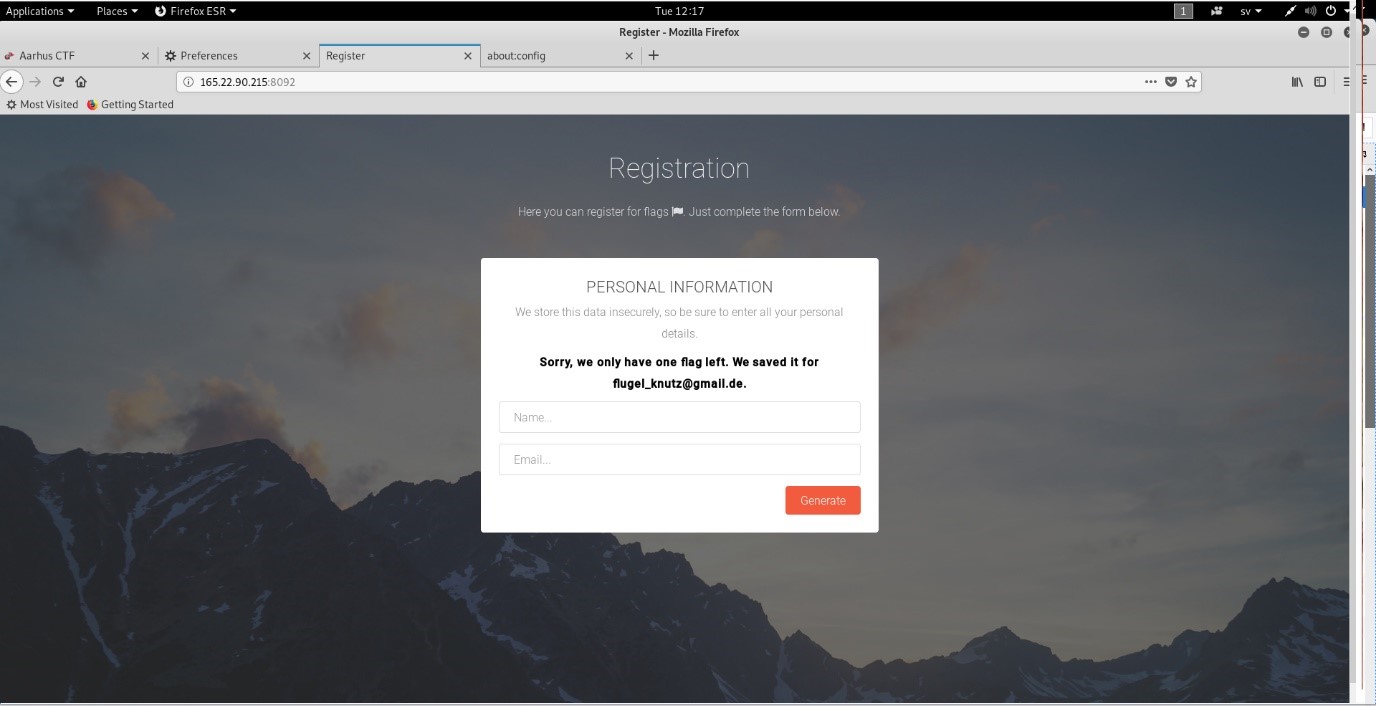 Applications Places Firefox ESR Tue 12:17 1 sv
Register - Mozilla Firefox
Aarhus CTF Preferences Register about:config
165.22.90.215:8092
Most Visited Getting Started
Registration
Here you can register for flags . Just complete the form below.
PERSONAL INFORMATION
We store this data insecurely, so be sure to enter all your personal
details.
Sorry, we only have one flag left. We saved it for
flugel_knutz@gmail.de.
Name...
Email...
Generate